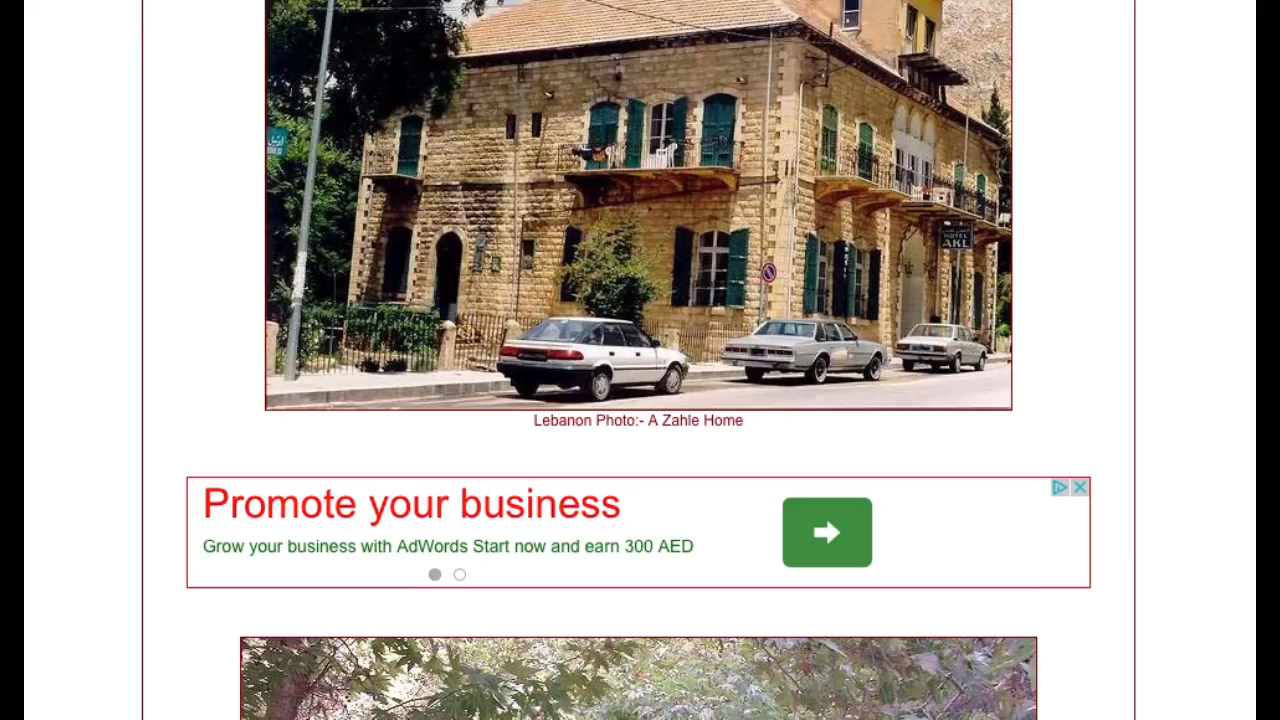 HOTEL
AKL
Lebanon Photo:- A Zahle Home
Promote your business
Grow your business with AdWords Start now and earn 300 AED